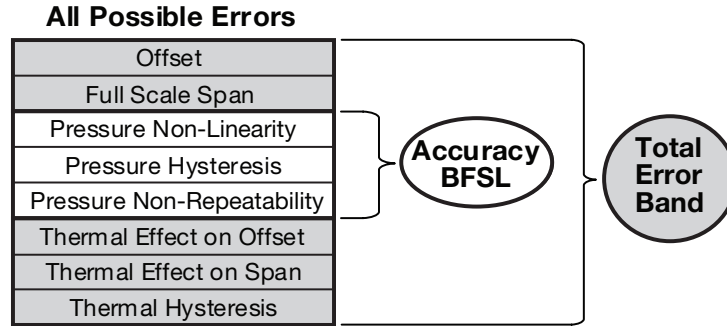 All Possible Errors
Offset
Full Scale Span
Pressure Non-Linearity
Pressure Hysteresis
Pressure Non-Repeatability
Thermal Effect on Offset
Thermal Effect on Span
Thermal Hysteresis
Accuracy
BFSL
Total
Error
Band